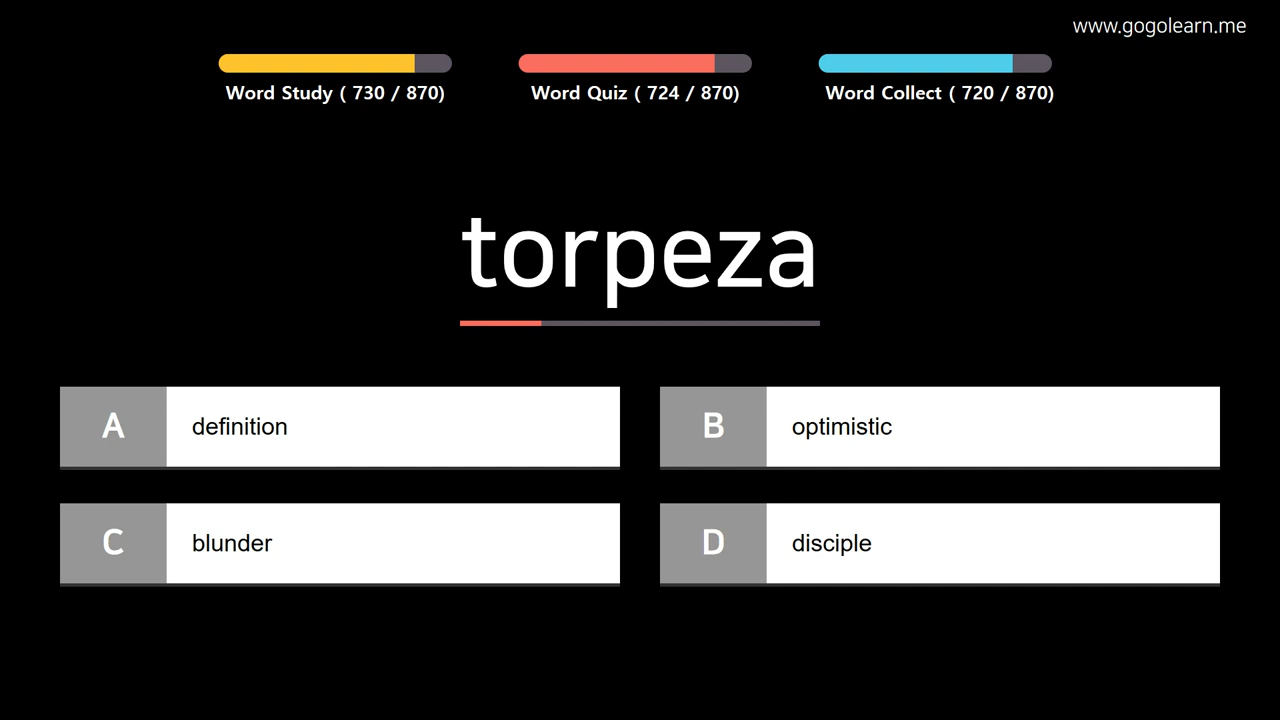 www.gogolearn.me
Word Study ( 730 / 870)
Word Quiz ( 724 / 870)
Word Collect ( 720 / 870)
torpeza
A definition
B optimistic
C blunder
D disciple